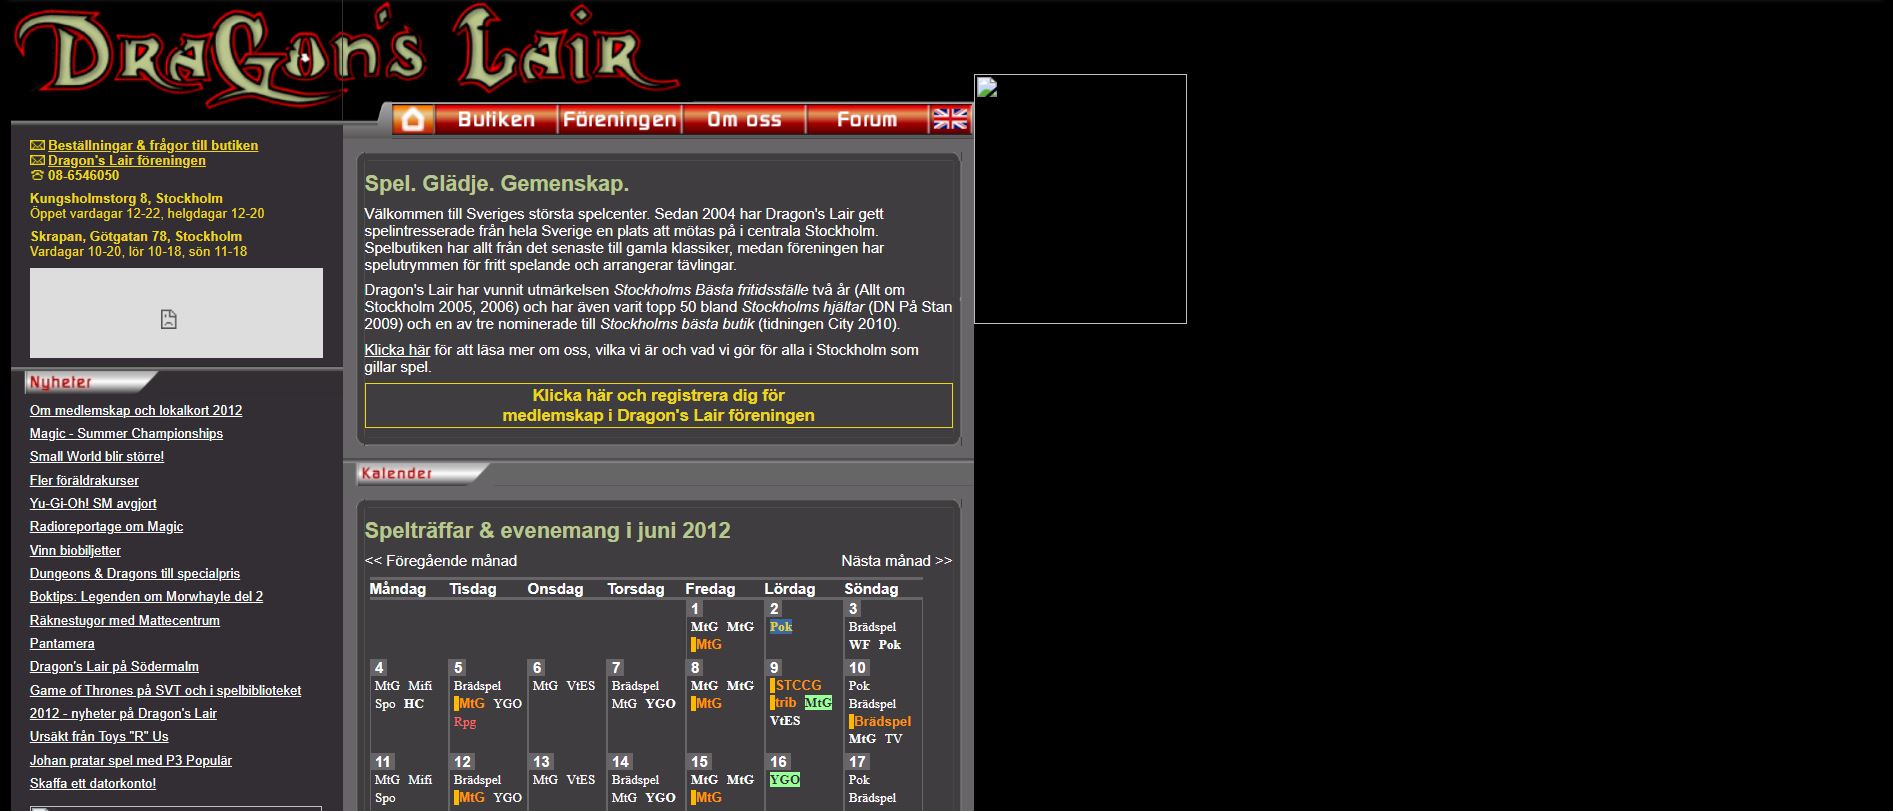 Dragon's Lair
Butiken Föreningen Om oss Forum
Beställningar & frågor till butiken
Dragon's Lair föreningen
08-6546050
Kungsholmstorg 8, Stockholm
Öppet vardagar 12-22, helgdagar 12-20
Skrapan, Götgatan 78, Stockholm
Vardagar 10-20, lör 10-18, sön 11-18
Nyheter
Om medlemskap och lokalkort 2012
Magic - Summer Championships
Small World blir större!
Fler föräldrakurser
Yu-Gi-Oh! SM avgjort
Radioreportage om Magic
Vinn biobiljetter
Dungeons & Dragons till specialpris
Boktips: Legenden om Morwhayle del 2
Räknestugor med Mattecentrum
Pantamera
Dragon's Lair på Södermalm
Game of Thrones på SVT och i spelbiblioteket
2012 - nyheter på Dragon's Lair
Ursäkt från Toys "R" Us
Johan pratar spel med P3 Populär
Skaffa ett datorkonto!
Spel. Glädje. Gemenskap.
Välkommen till Sveriges största spelcenter. Sedan 2004 har Dragon's Lair gett
spelintresserade från hela Sverige en plats att mötas på i centrala Stockholm.
Spelbutiken har allt från det senaste till gamla klassiker, medan föreningen har
spelutrymmen för fritt spelande och arrangerar tävlingar.
Dragon's Lair har vunnit utmärkelsen Stockholms Bästa fritidsställe två år (Allt om
Stockholm 2005, 2006) och har även varit topp 50 bland Stockholms hjältar (DN På Stan
2009) och en av tre nominerade till Stockholms bästa butik (tidningen City 2010).
Klicka här för att läsa mer om oss, vilka vi är och vad vi gör för alla i Stockholm som
gillar spel.
Klicka här och registrera dig för
medlemskap i Dragon's Lair föreningen
Kalender
Spelträffar & evenemang i juni 2012
<< Föregående månad Nästa månad >>
Måndag Tisdag Onsdag Torsdag Fredag Lördag Söndag
1 2 3
MtG MtG Pok Brädspel
MtG WF Pok
4 5 6 7 8 9 10
MtG Mifi Brädspel MtG VtES Brädspel MtG MtG STCCG Pok
Spo HC MtG YGO MtG YGO MtG trib MtG Brädspel
Rpg VtES Brädspel
MtG TV
11 12 13 14 15 16 17
MtG Mifi Brädspel MtG VtES Brädspel MtG MtG YGO Pok
Spo MtG YGO MtG YGO MtG Brädspel